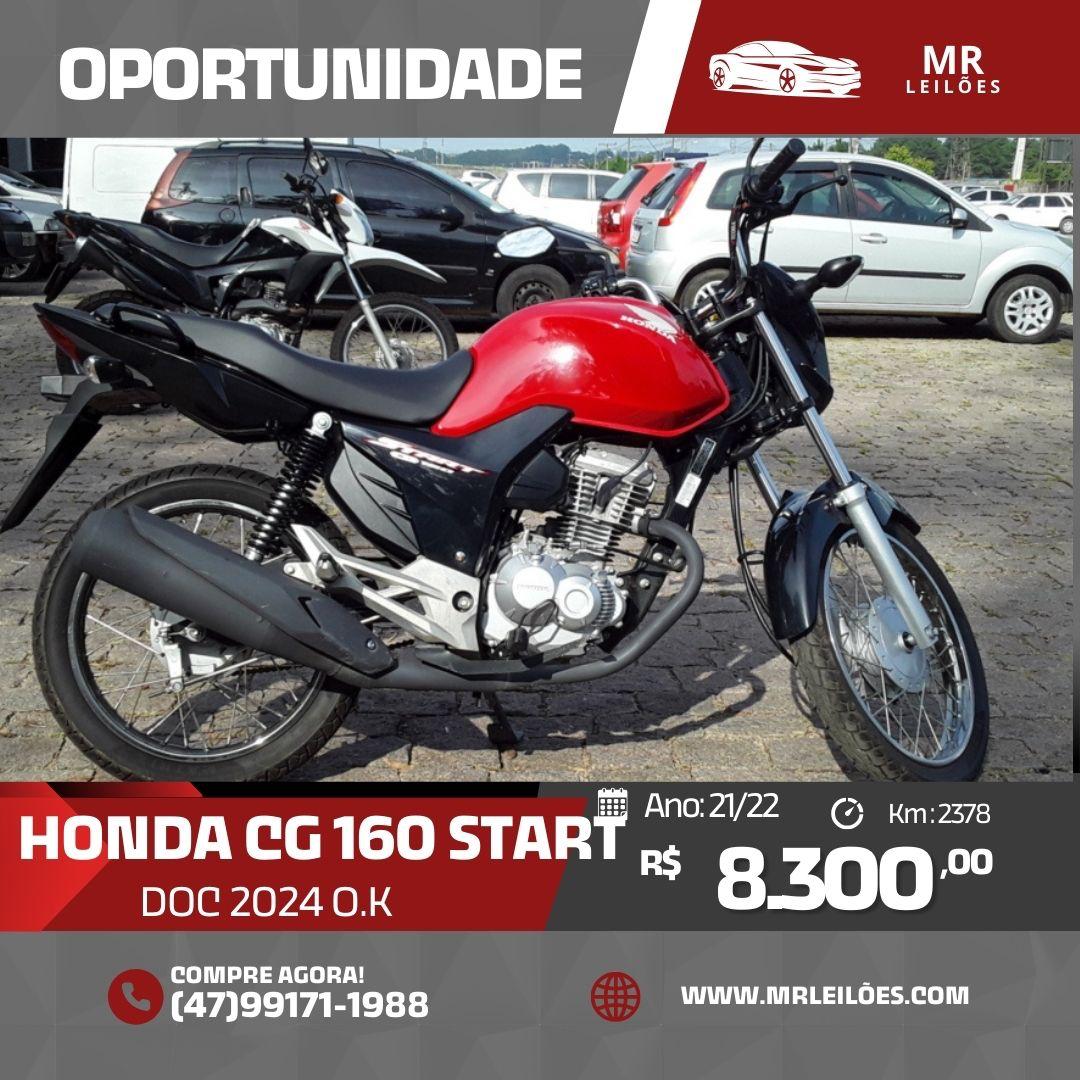 OPORTUNIDADE
MR
LEILÕES
HONDA
START
HONDA CG 160 START
DOC 2024 O.K
Ano: 21/22
Km: 2378
R$ 8.300,00
COMPRE AGORA!
(47)99171-1988
WWW.MRLEILÕES.COM